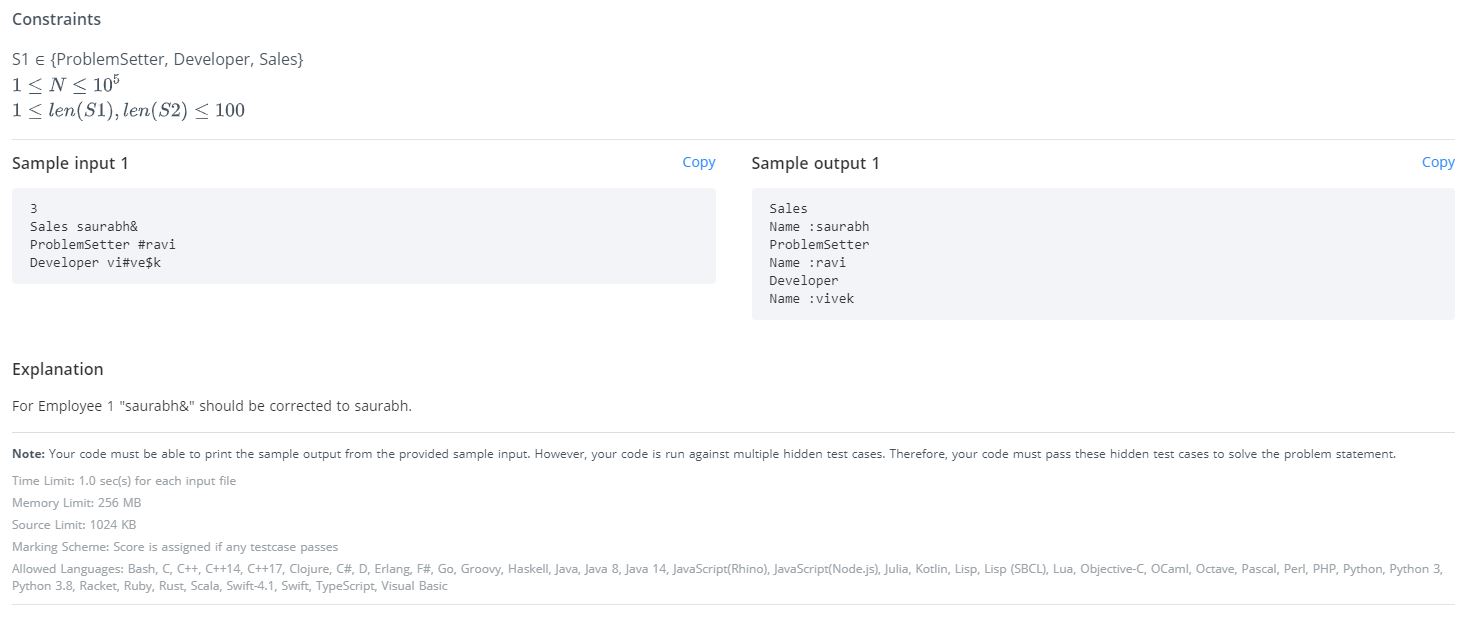 Constraints
S1 ∈ {ProblemSetter, Developer, Sales}
1 ≤ N ≤ 10^5
1 ≤ len(S1), len(S2) ≤ 100
Sample input 1
Copy
3
Sales saurabh&
ProblemSetter #ravi
Developer vi#ve$k
Sample output 1
Copy
Sales
Name :saurabh
ProblemSetter
Name :ravi
Developer
Name :vivek
Explanation
For Employee 1 "saurabh&" should be corrected to saurabh.
Note: Your code must be able to print the sample output from the provided sample input. However, your code is run against multiple hidden test cases. Therefore, your code must pass these hidden test cases to solve the problem statement.
Time Limit: 1.0 sec(s) for each input file
Memory Limit: 256 MB
Source Limit: 1024 KB
Marking Scheme: Score is assigned if any testcase passes
Allowed Languages: Bash, C, C++, C++14, C++17, Clojure, C#, D, Erlang, F#, Go, Groovy, Haskell, Java, Java 8, Java 14, JavaScript(Rhino), JavaScript(Node.js), Julia, Kotlin, Lisp, Lisp (SBCL), Lua, Objective-C, OCaml, Octave, Pascal, Perl, PHP, Python, Python 3,
Python 3.8, Racket, Ruby, Rust, Scala, Swift-4.1, Swift, TypeScript, Visual Basic